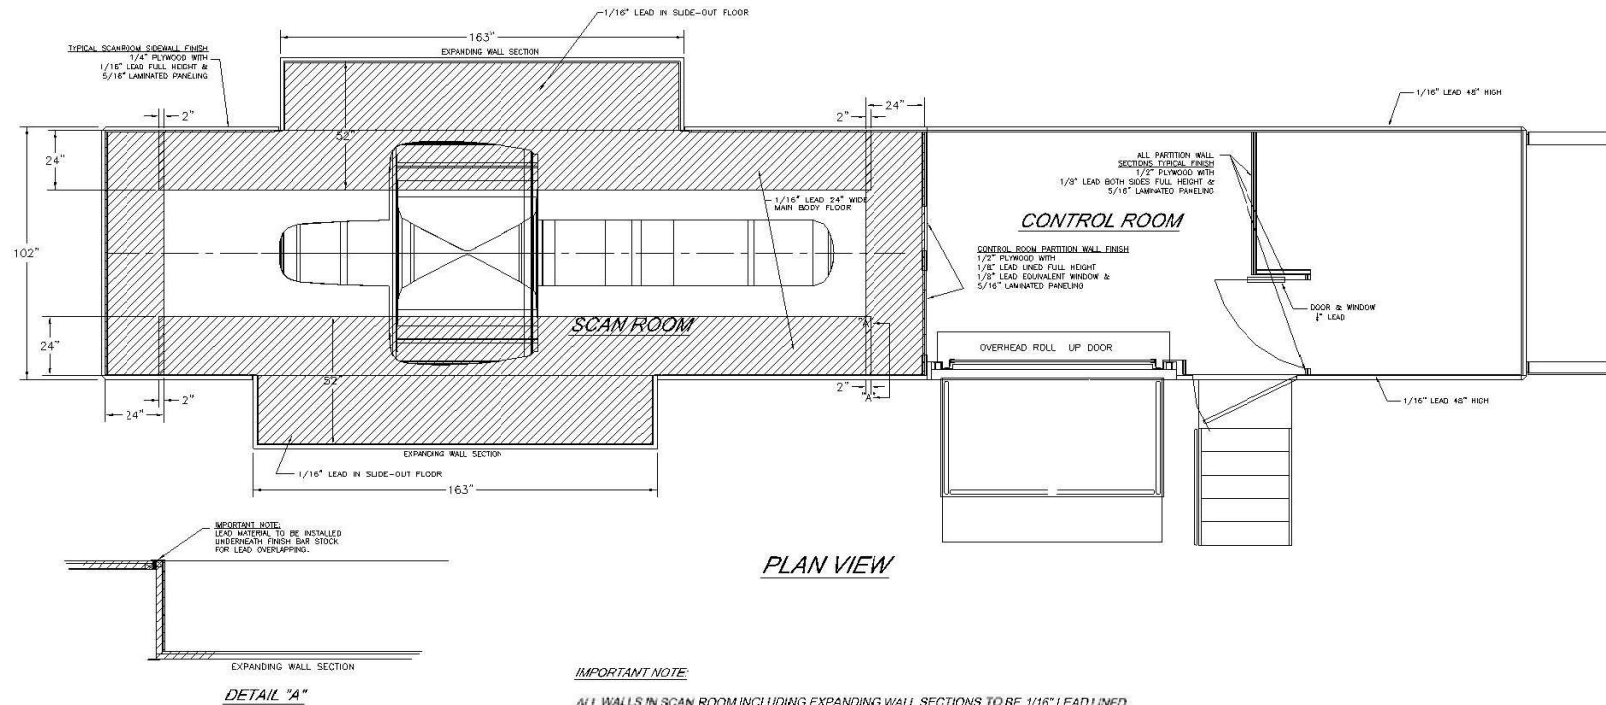 1/16" LEAD IN SLIDE-OUT FLOOR
163"
EXPANDING WALL SECTION
TYPICAL SCANROOM SIDEWALL FINISH
1/4" PLYWOOD WITH
1/16" LEAD FULL HEIGHT &
5/16" LAMINATED PANELING
2"
24"
52"
102"
24"
24"
2"
52"
2"
24"
1/16" LEAD 24" WIDE
MAIN BODY FLOOR
SCAN ROOM
"A"
2"
"A"
EXPANDING WALL SECTION
1/16" LEAD IN SLIDE-OUT FLOOR
163"
1/16" LEAD 48" HIGH
ALL PARTITION WALL
SECTIONS TYPICAL FINISH
1/2" PLYWOOD WITH
1/8" LEAD BOTH SIDES FULL HEIGHT &
5/16" LAMINATED PANELING
CONTROL ROOM
CONTROL ROOM PARTITION WALL FINISH
1/2" PLYWOOD WITH
1/8" LEAD LINED FULL HEIGHT
1/8" LEAD EQUIVALENT WINDOW &
5/16" LAMINATED PANELING
DOOR & WINDOW
LEAD
OVERHEAD ROLL UP DOOR
1/16" LEAD 48" HIGH
IMPORTANT NOTE:
LEAD MATERIAL TO BE INSTALLED
UNDERNEATH FINISH BAR STOCK
FOR LEAD OVERLAPPING.
PLAN VIEW
EXPANDING WALL SECTION
DETAIL "A"
IMPORTANT NOTE:
ALL WALLS IN SCAN ROOM INCLUDING EXPANDING WALL SECTIONS TO BE 1/16" LEAD LINED